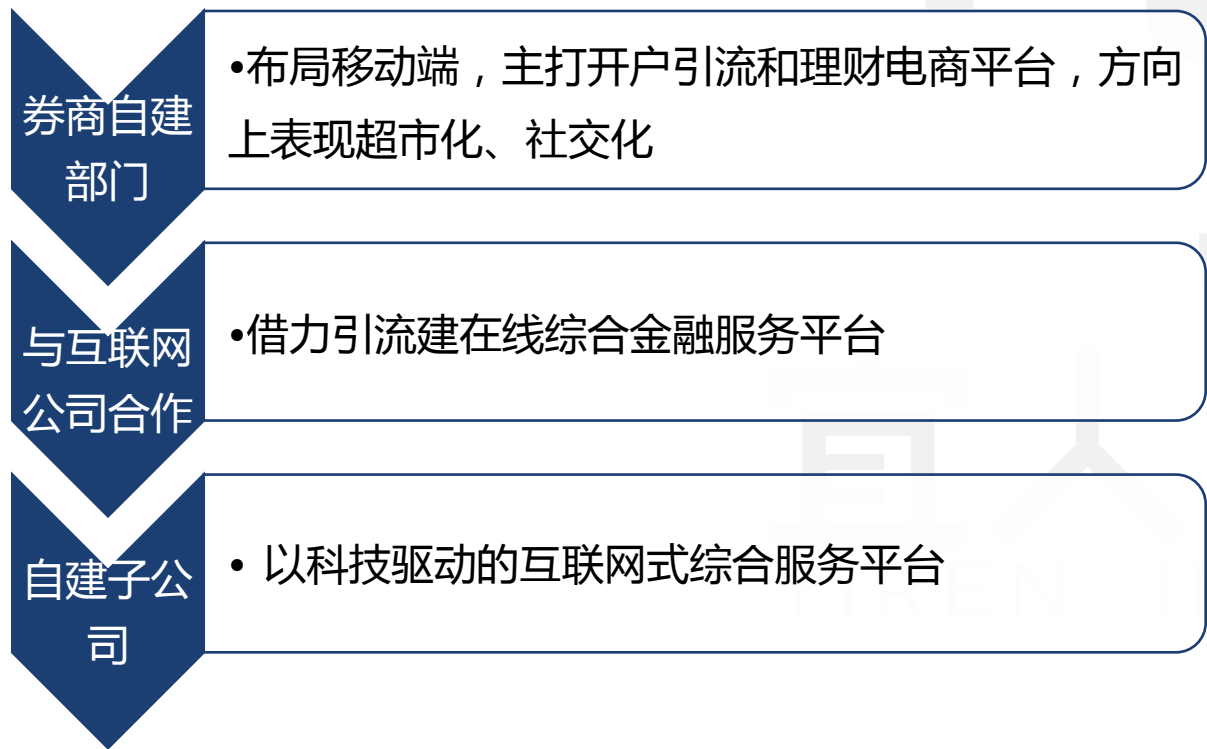 券商自建
部门
•布局移动端，主打开户引流和理财电商平台，方向
上表现超市化、社交化
与互联网
公司合作
•借力引流建在线综合金融服务平台
自建子公
司
• 以科技驱动的互联网式综合服务平台